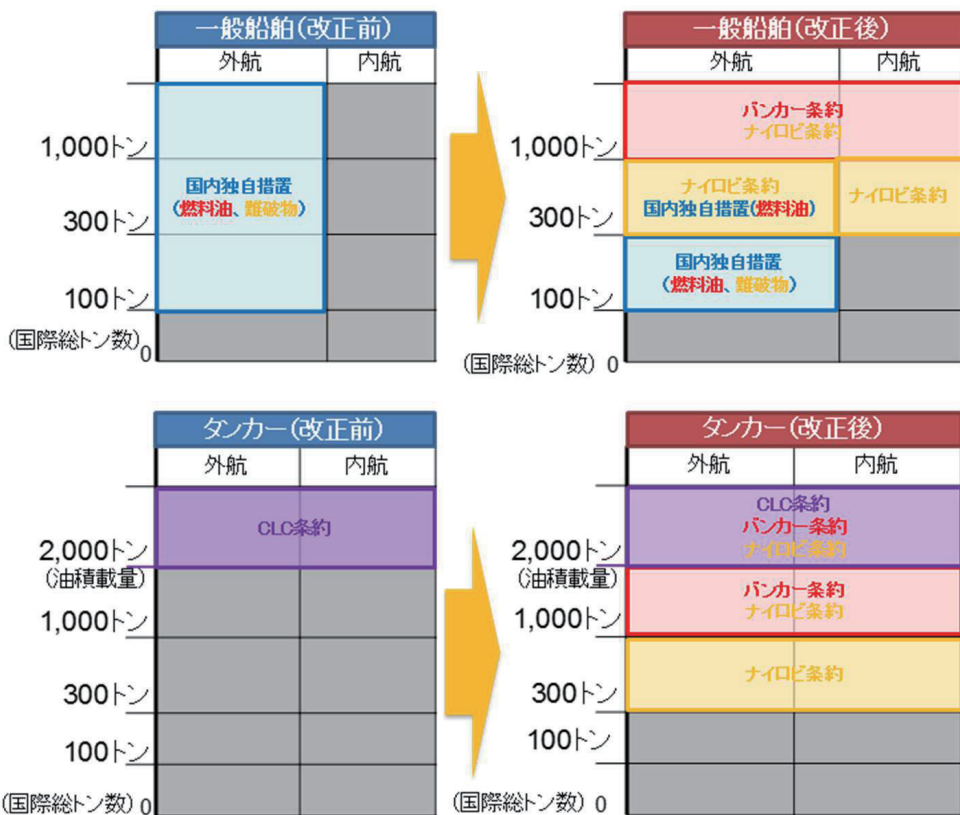 一般船舶(改正前)
外航
内航
1,000トン
300トン
100トン
(国際総トン数) 0
国内独自措置
(燃料油、難破物)
一般船舶(改正後)
外航
内航
1,000トン
300トン
100トン
(国際総トン数) 0
バンカー条約
ナイロビ条約
ナイロビ条約
国内独自措置(燃料油)
ナイロビ条約
国内独自措置
(燃料油、難破物)
タンカー(改正前)
外航
内航
CLC条約
2,000トン
(油積載量)
1,000トン
300トン
100トン
(国際総トン数) 0
タンカー(改正後)
外航
内航
CLC条約
バンカー条約
ナイロビ条約
2,000トン
(油積載量)
バンカー条約
ナイロビ条約
1,000トン
ナイロビ条約
300トン
100トン
(国際総トン数) 0